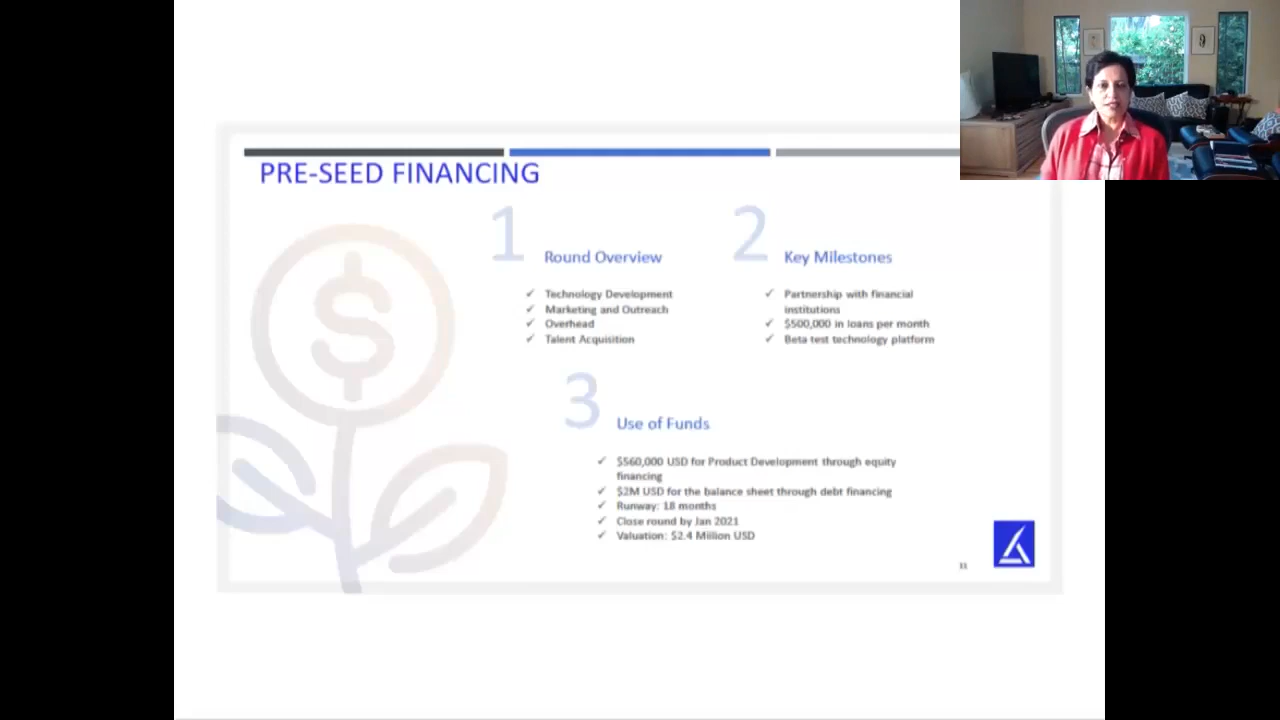 PRE-SEED FINANCING
1
Round Overview
✓ Technology Development
✓ Marketing and Outreach
✓ Overhead
✓ Talent Acquisition
2
Key Milestones
✓ Partnership with financial
institutions
✓ $500,000 in loans per month
✓ Beta test technology platform
3
Use of Funds
✓ $560,000 USD for Product Development through equity
financing
✓ $2M USD for the balance sheet through debt financing
✓ Runway: 18 months
✓ Close round by Jan 2021
✓ Valuation: $2.4 Million USD
11